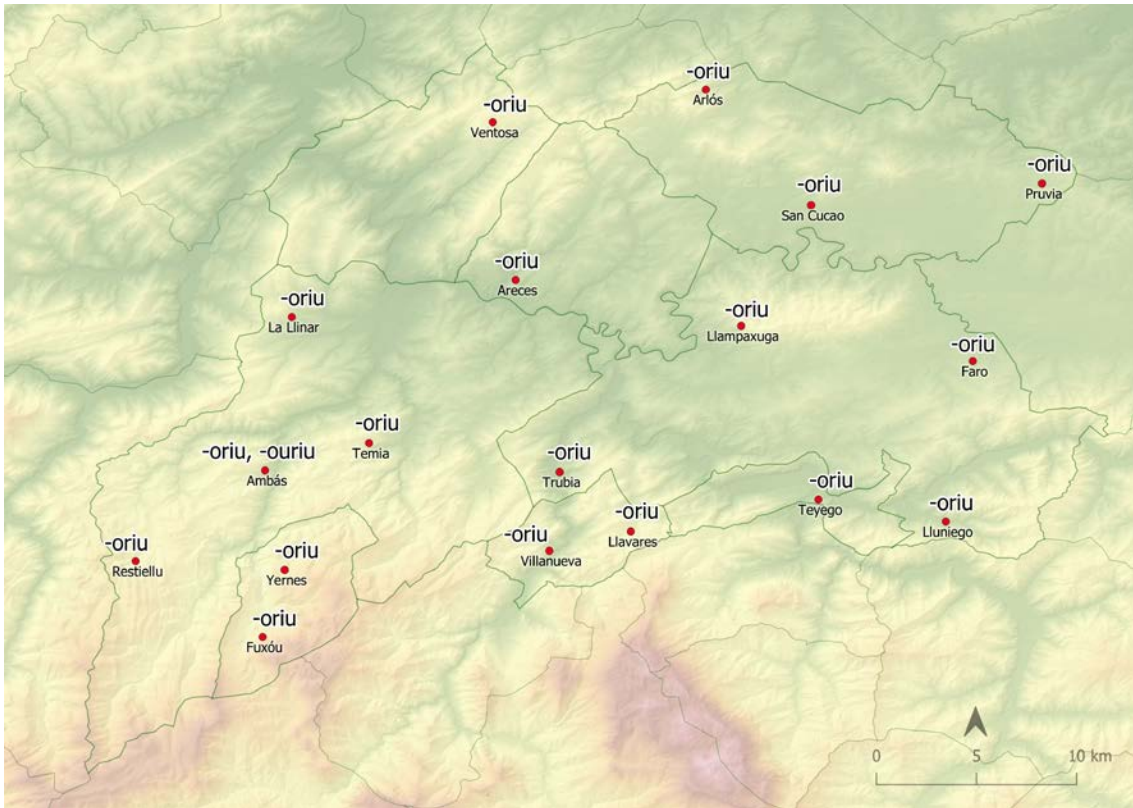 -oriu
Arlós
-oriu
Ventosa
-oriu
Pruvia
-oriu
San Cucao
-oriu
Areces
-oriu
La Llinar
-oriu
Llampaxuga
-oriu
Faro
-oriu
Temia
-oriu, -ouriu
Ambás
-oriu
Trubia
-oriu
Teyego
-oriu
Lluniego
-oriu
Llavares
-oriu
Villanueva
-oriu
Restiellu
-oriu
Yernes
-oriu
Fuxóu
0 5 10 km